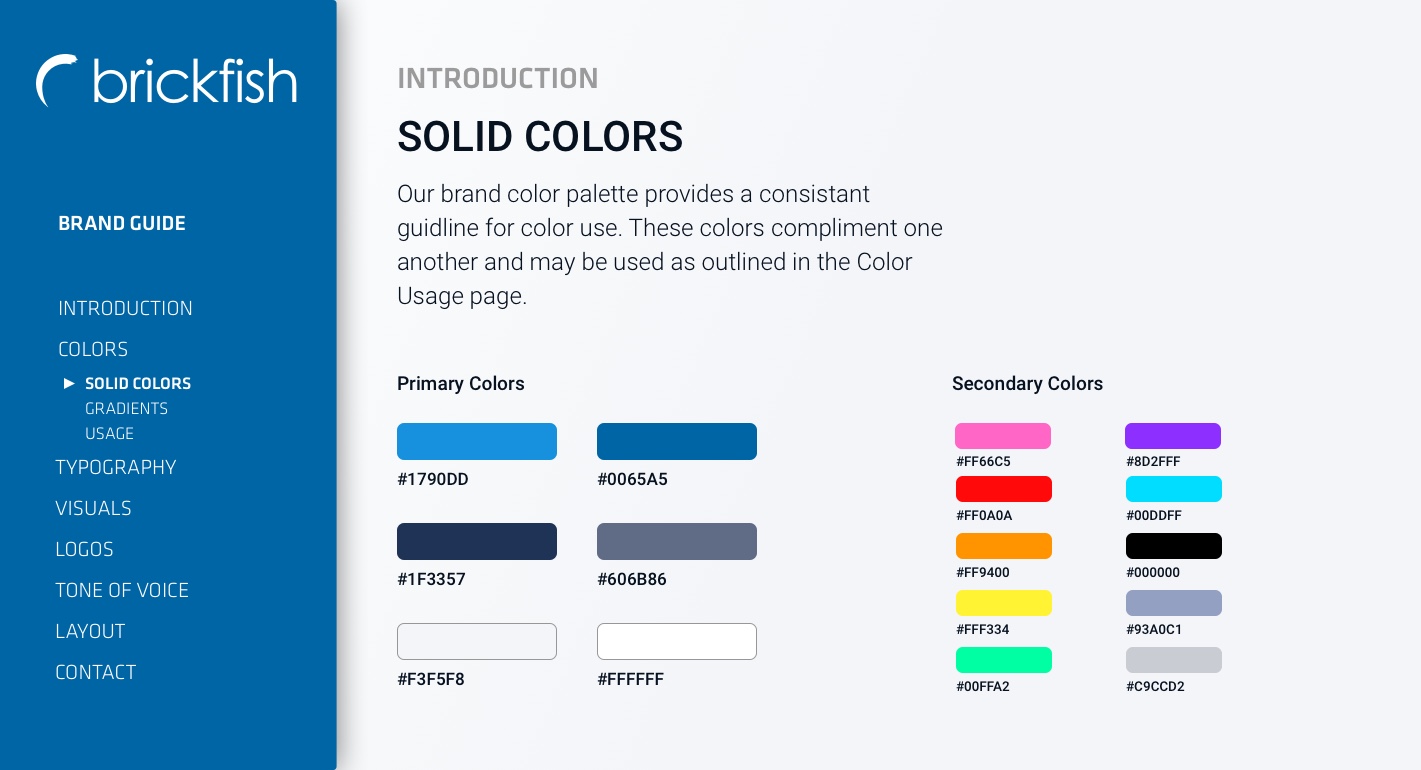 brickfish
BRAND GUIDE
INTRODUCTION
COLORS
SOLID COLORS
GRADIENTS
USAGE
TYPOGRAPHY
VISUALS
LOGOS
TONE OF VOICE
LAYOUT
CONTACT
INTRODUCTION
SOLID COLORS
Our brand color palette provides a consistant
guidline for color use. These colors compliment one
another and may be used as outlined in the Color
Usage page.
Primary Colors
#1790DD
#0065A5
#1F3357
#606B86
#F3F5F8
#FFFFFF
Secondary Colors
#FF66C5
#8D2FFF
#FF0A0A
#00DDFF
#FF9400
#000000
#FFF334
#93A0C1
#00FFA2
#C9CCD2